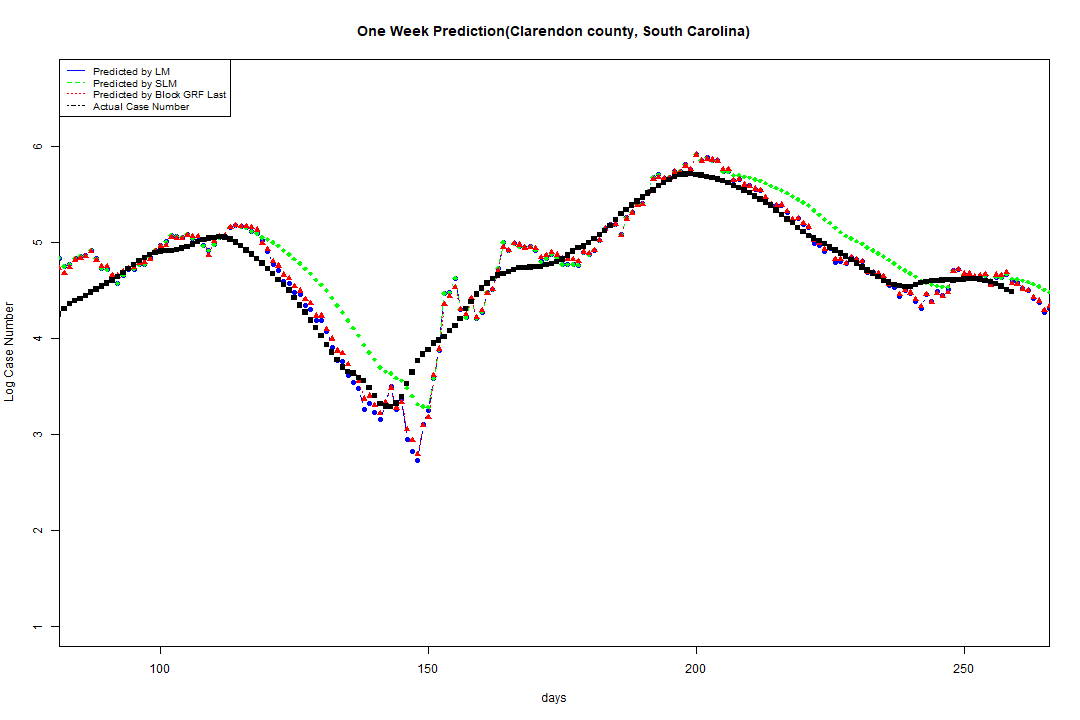 One Week Prediction(Clarendon county, South Carolina)
Predicted by LM
Predicted by SLM
Predicted by Block GRF Last
Actual Case Number
6
5
4
3
2
1
Log Case Number
100 150 200 250
days